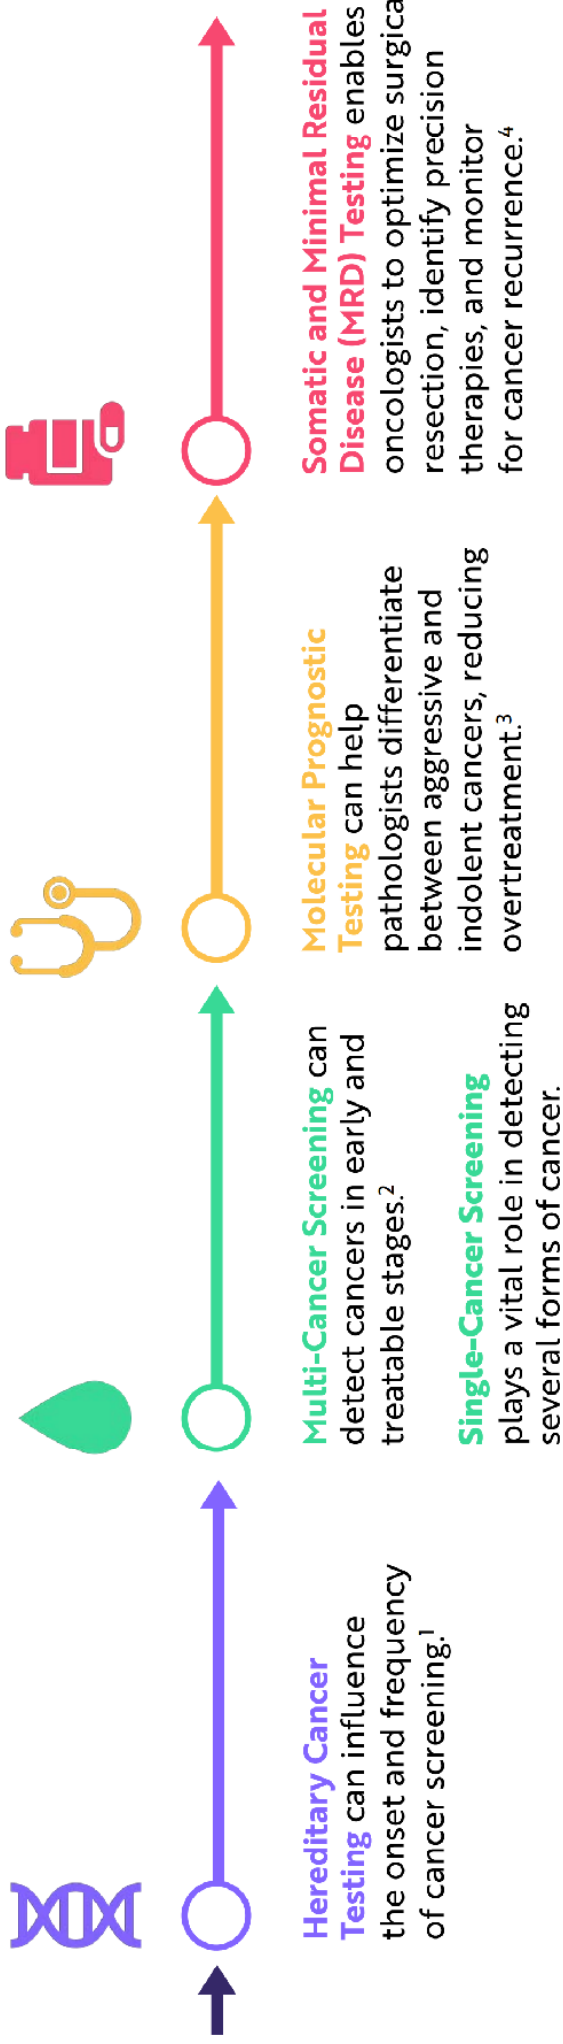 Hereditary Cancer
Testing can influence
the onset and frequency
of cancer screening.¹
Multi-Cancer Screening can
detect cancers in early and
treatable stages.²
Single-Cancer Screening
plays a vital role in detecting
several forms of cancer.
Molecular Prognostic
Testing can help
pathologists differentiate
between aggressive and
indolent cancers, reducing
overtreatment.³
Somatic and Minimal Residual
Disease (MRD) Testing enables
oncologists to optimize surgica
resection, identify precision
therapies, and monitor
for cancer recurrence.⁴